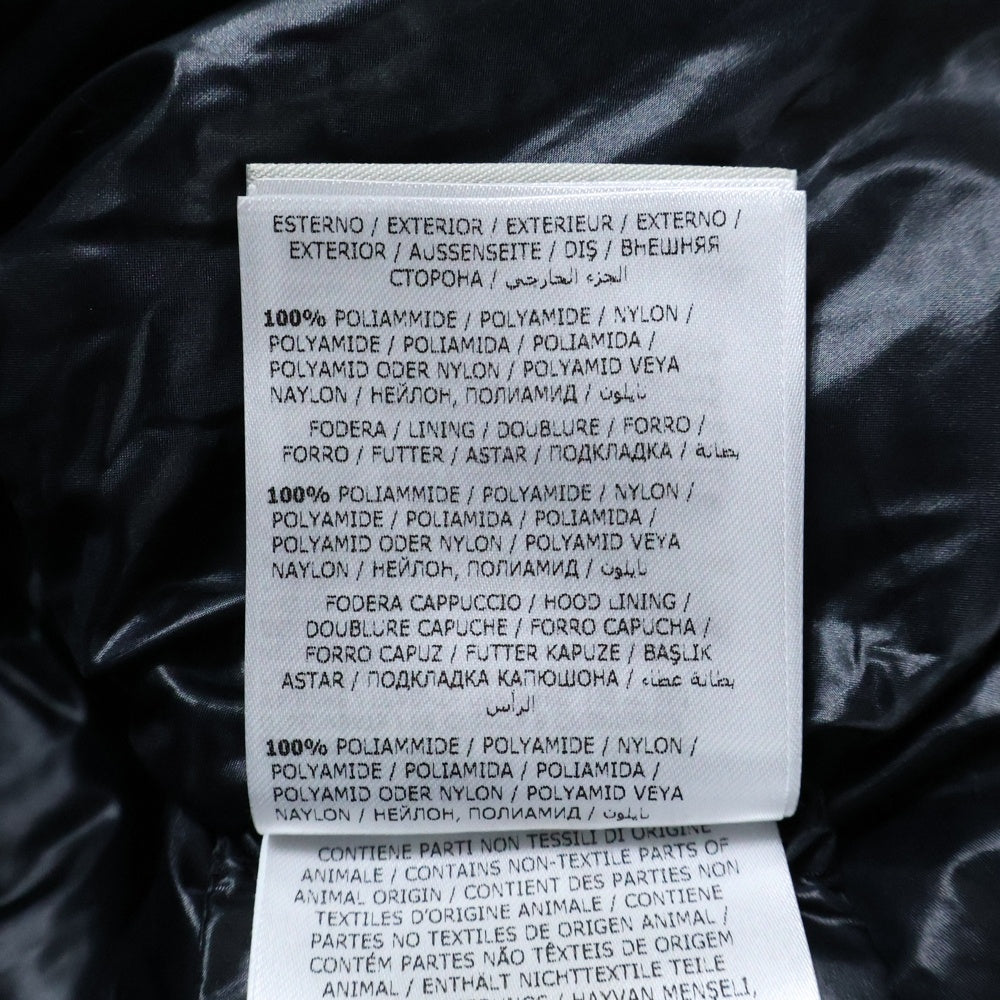 ESTERNO / EXTERIOR / EXTERIEUR / EXTERNO /
EXTERIOR / AUSSENSEITE / DIŞ / ВНЕШНЯЯ
СТОРОНА / الجزء الخارجي
100% POLIAMMIDE / POLYAMIDE / NYLON /
POLYAMIDE / POLIAMIDA / POLIAMIDA /
POLYAMID ODER NYLON / POLYAMID VEYA
NAYLON / НЕЙЛОН, ПОЛИАМИД / نايلون
FODERA / LINING / DOUBLURE / FORRO /
FORRO / FUTTER / ASTAR / ПОДКЛАДКА / بطانة
100% POLIAMMIDE / POLYAMIDE / NYLON /
POLYAMIDE / POLIAMIDA / POLIAMIDA /
POLYAMID ODER NYLON / POLYAMID VEYA
NAYLON / НЕЙЛОН, ПОЛИАМИД / نايلون
FODERA CAPPUCCIO / HOOD LINING /
DOUBLURE CAPUCHE / FORRO CAPUCHA /
FORRO CAPUZ / FUTTER KAPUZE / BAŞLIK
ASTAR / ПОДКЛАДКА КАПЮШОНА / بطانة غطاء
الرأس
100% POLIAMMIDE / POLYAMIDE / NYLON /
POLYAMIDE / POLIAMIDA / POLIAMIDA /
POLYAMID ODER NYLON / POLYAMID VEYA
NAYLON / НЕЙЛОН, ПОЛИАМИД / نايلون
CONTIENE PARTI NON TESSILI DI ORIGINE
ANIMALE / CONTAINS NON-TEXTILE PARTS OF
ANIMAL ORIGIN / CONTIENT DES PARTIES NON
TEXTILES D'ORIGINE ANIMALE / CONTIENE
PARTES NO TEXTILES DE ORIGEN ANIMAL /
CONTÉM PARTES NÃO TÊXTEIS DE ORIGEM
ANIMAL / ENTHÄLT NICHTTEXTILE TEILE
HAYVAN MENŞELİ,